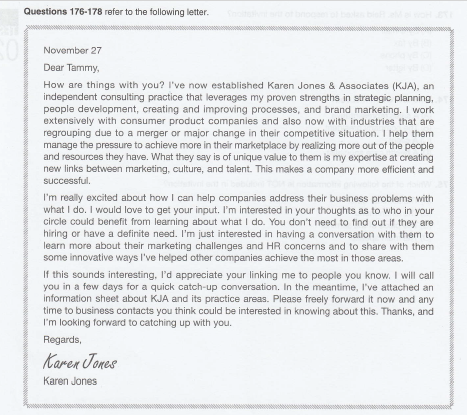 Questions 176-178 refer to the following letter.
November 27
Dear Tammy,
How are things with you? I've now established Karen Jones & Associates (KJA), an
independent consulting practice that leverages my proven strengths in strategic planning,
people development, creating and improving processes, and brand marketing. I work
extensively with consumer product companies and also now with industries that are
regrouping due to a merger or major change in their competitive situation. I help them
manage the pressure to achieve more in their marketplace by realizing more out of the people
and resources they have. What they say is of unique value to them is my expertise at creating
new links between marketing, culture, and talent. This makes a company more efficient and
successful.
I'm really excited about how I can help companies address their business problems with
what I do. I would love to get your input. I'm interested in your thoughts as to who in your
circle could benefit from learning about what I do. You don't need to find out if they are
hiring or have a definite need. I'm just interested in having a conversation with them to
learn more about their marketing challenges and HR concerns and to share with them
some innovative ways I've helped other companies achieve the most in those areas.
If this sounds interesting, I'd appreciate your linking me to people you know. I will call
you in a few days for a quick catch-up conversation. In the meantime, I've attached an
information sheet about KJA and its practice areas. Please freely forward it now and any
time to business contacts you think could be interested in knowing about this. Thanks, and
I'm looking forward to catching up with you.
Regards,
Karen Jones
Karen Jones